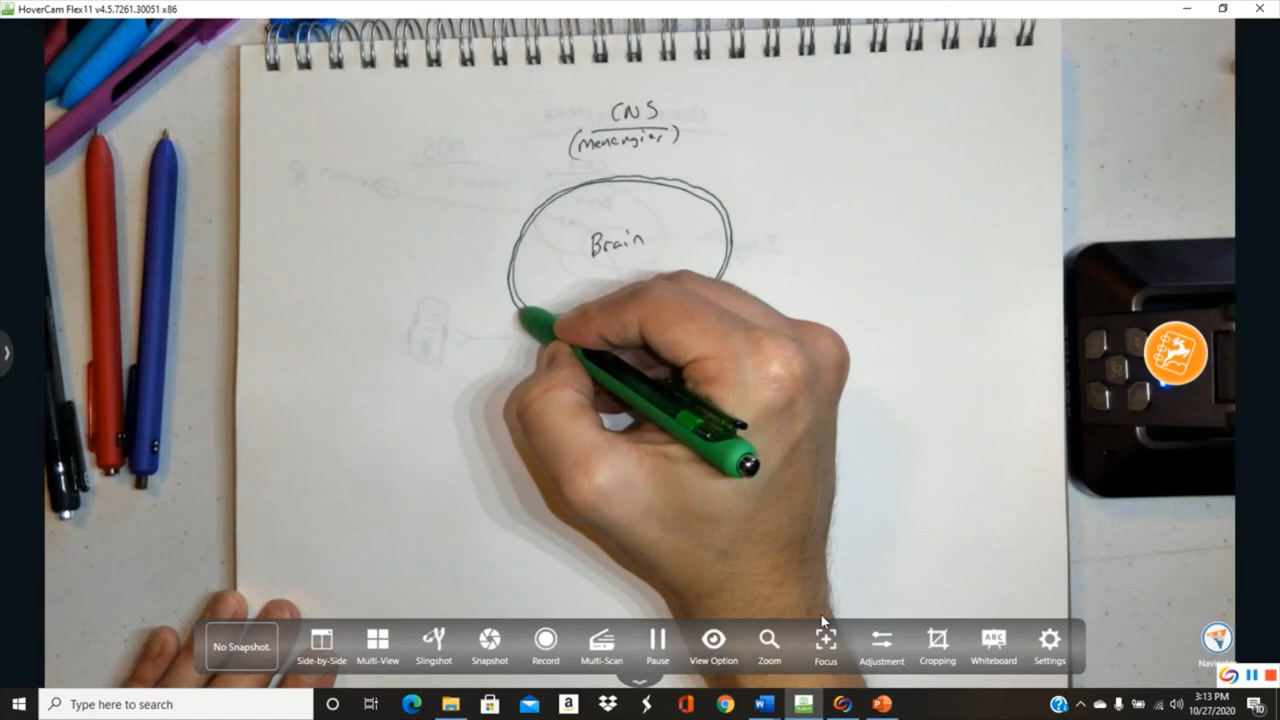 HoverCam Flex11 v4.5.7261.30051 x86
CNS
(Menengies)
Brain
No Snapshot.
Side-by-Side Multi-View Slingshot Snapshot Record Multi-Scan Pause View Option Zoom Focus Adjustment Cropping Whiteboard Settings
ABC
Type here to search
3:13 PM
10/27/2020
10